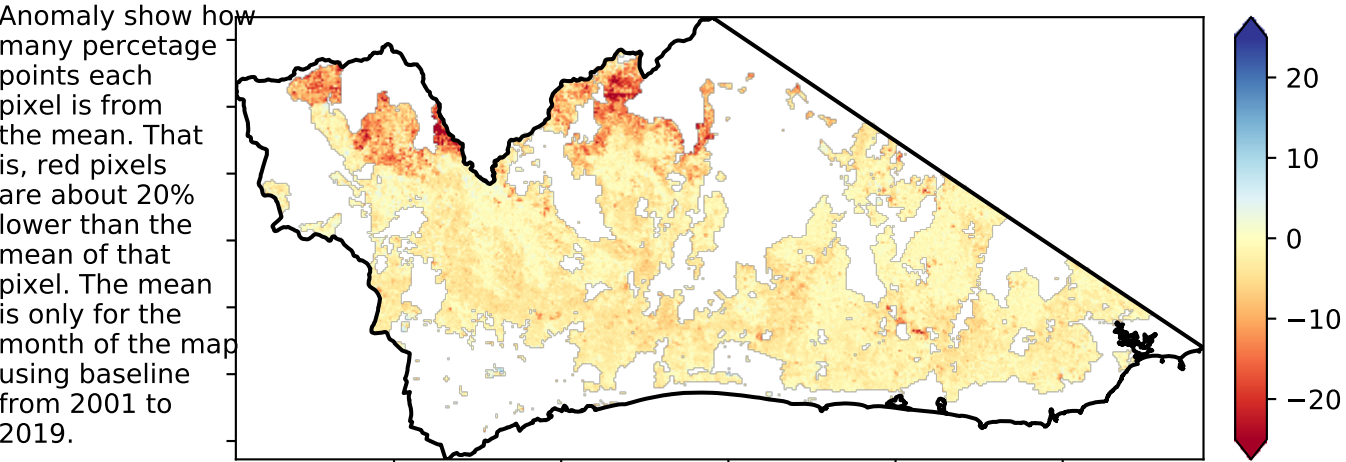 Anomaly show how
many percetage
points each
pixel is from
the mean. That
is, red pixels
are about 20%
lower than the
mean of that
pixel. The mean
is only for the
month of the map
using baseline
from 2001 to
2019.
20
10
0
−10
−20